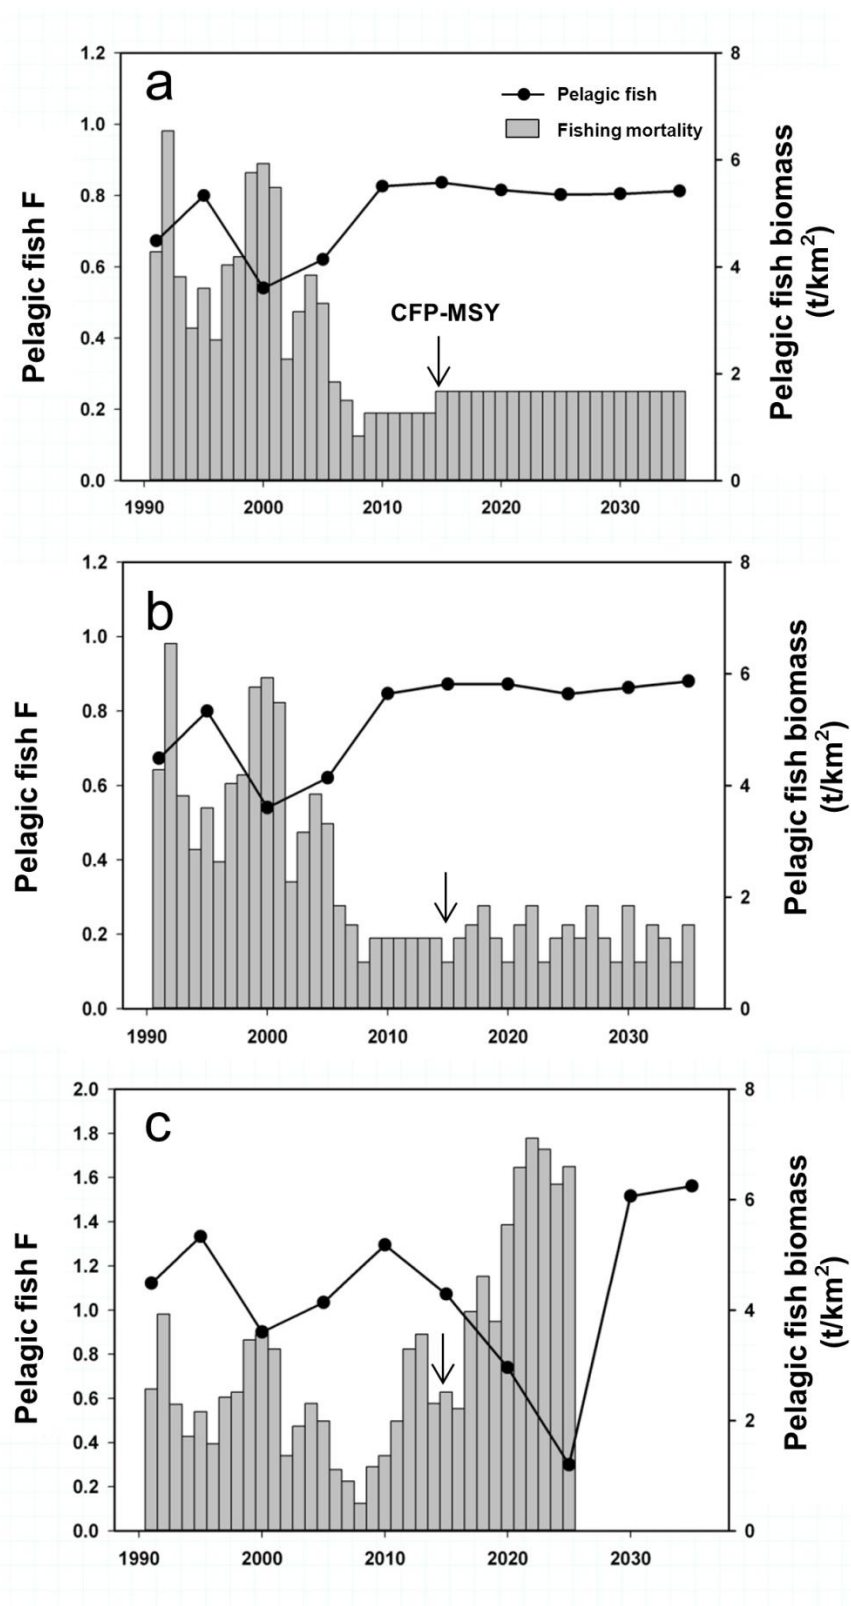 a
Pelagic fish
Fishing mortality
CFP-MSY
Pelagic fish F
Pelagic fish biomass
(t/km²)
1.2
1.0
0.8
0.6
0.4
0.2
0.0
8
6
4
2
0
1990 2000 2010 2020 2030
b
Pelagic fish F
Pelagic fish biomass
(t/km²)
1.2
1.0
0.8
0.6
0.4
0.2
0.0
8
6
4
2
0
1990 2000 2010 2020 2030
c
Pelagic fish F
Pelagic fish biomass
(t/km²)
2.0
1.8
1.6
1.4
1.2
1.0
0.8
0.6
0.4
0.2
0.0
8
6
4
2
0
1990 2000 2010 2020 2030